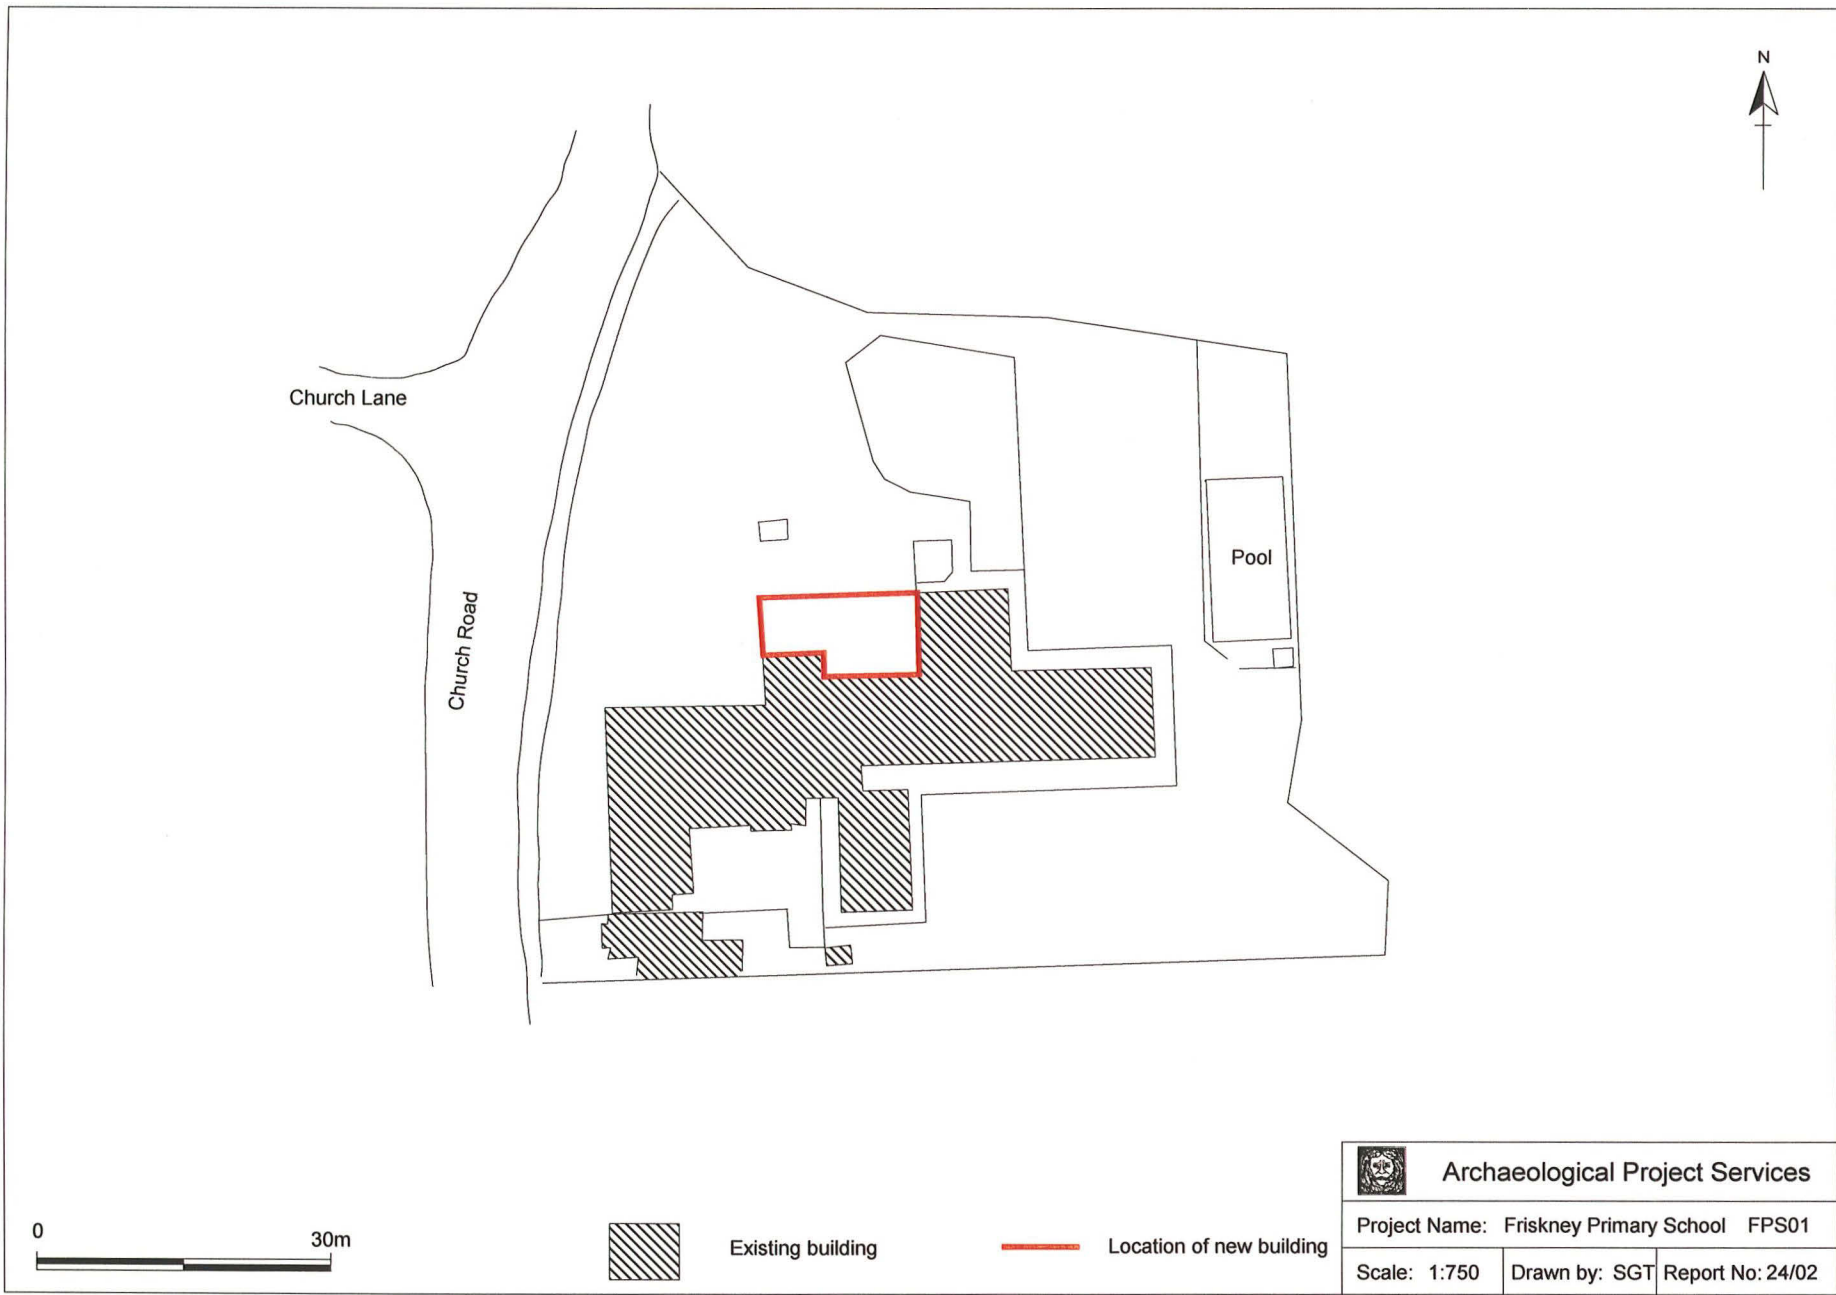 N
Church Lane
Pool
Church Road
0
30m
Existing building
Location of new building
Archaeological Project Services
Project Name: Friskney Primary School FPS01
Scale: 1:750
Drawn by: SGT
Report No: 24/02